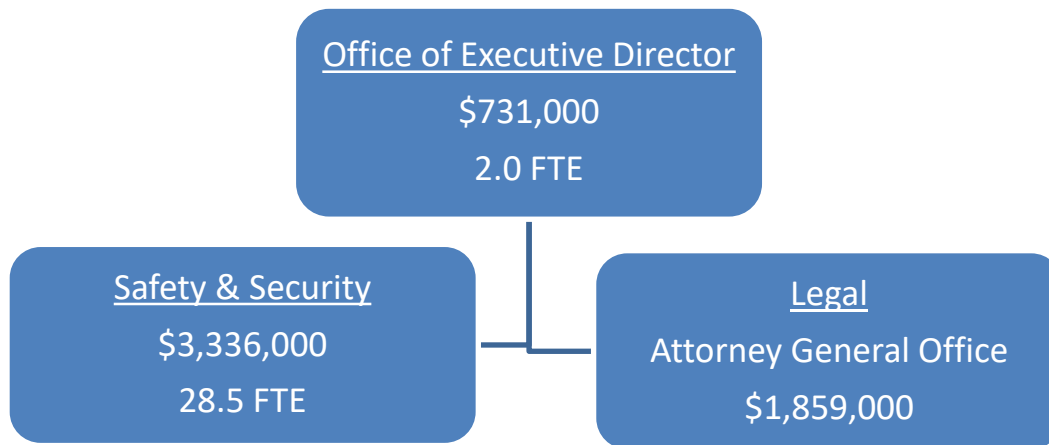 Office of Executive Director
$731,000
2.0 FTE
Safety & Security
$3,336,000
28.5 FTE
Legal
Attorney General Office
$1,859,000